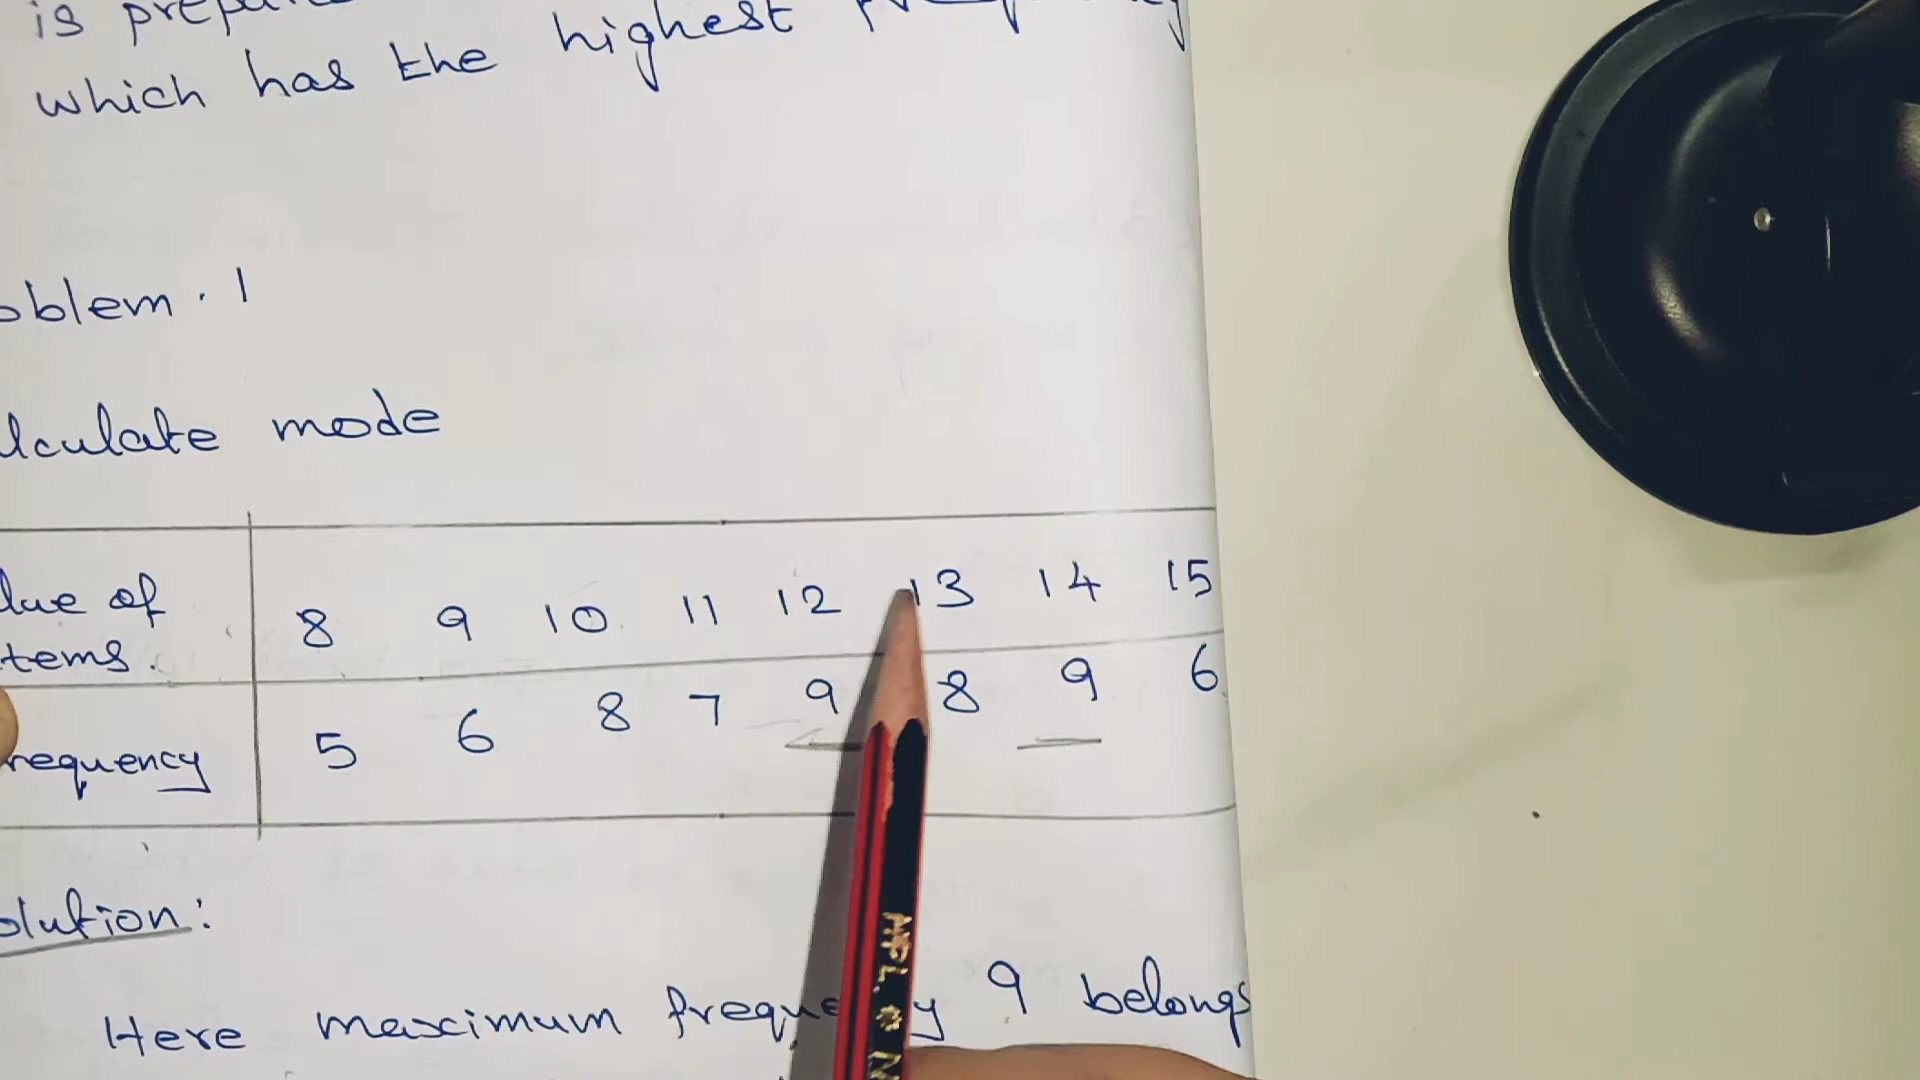 is
which has the highest
oblem. 1
lculate mode
lue of 8 9 10 11 12 13 14 15
tems.
requency 5 6 8 7 9 8 9 6
olution:
Here maximum frequ y 9 belongs